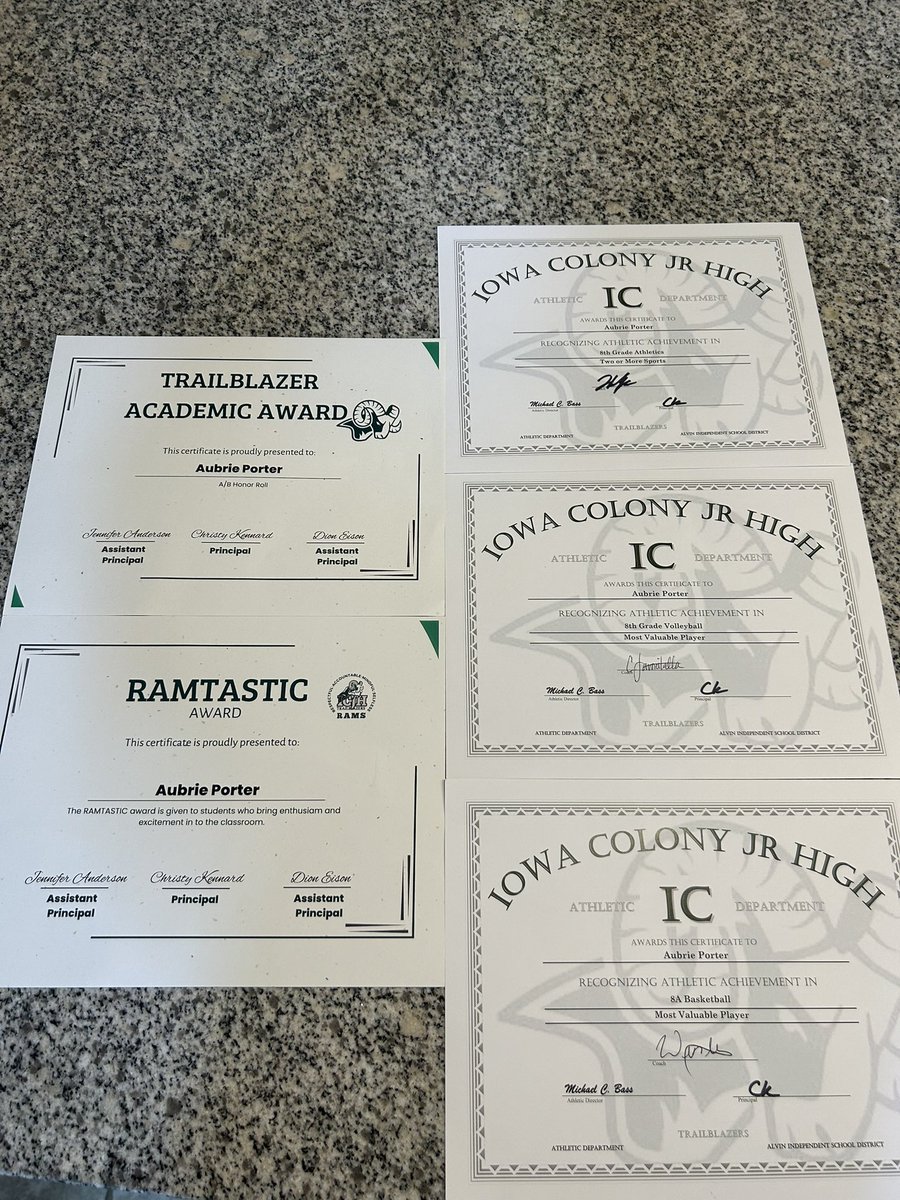 TRAILBLAZER
ACADEMIC AWARD
This certificate is proudly presented to:
Aubrie Porter
A/B Honor Roll
Jennifer Anderson Christy Kennard Dion Eison
Assistant Principal Principal Assistant Principal
RAMTASTIC
AWARD
RAMS
This certificate is proudly presented to:
Aubrie Porter
The RAMTASTIC award is given to students who bring enthusiam and
excitement in to the classroom.
Jennifer Anderson Christy Kennard Dion Eison
Assistant Principal Principal Assistant Principal
IOWA COLONY JR HIGH
ATHLETIC IC DEPARTMENT
AWARDS THIS CERTIFICATE TO
Aubrie Porter
RECOGNIZING ATHLETIC ACHIEVEMENT IN
8th Grade Athletics
Two or More Sports
Michael C. Bass CK
Athletic Director Principal
TRAILBLAZERS
ATHLETIC DEPARTMENT ALVIN INDEPENDENT SCHOOL DISTRICT
IOWA COLONY JR HIGH
ATHLETIC IC DEPARTMENT
AWARDS THIS CERTIFICATE TO
Aubrie Porter
RECOGNIZING ATHLETIC ACHIEVEMENT IN
8th Grade Volleyball
Most Valuable Player
Coach
Michael C. Bass CK
Athletic Director Principal
TRAILBLAZERS
ATHLETIC DEPARTMENT ALVIN INDEPENDENT SCHOOL DISTRICT
IOWA COLONY JR HIGH
ATHLETIC IC DEPARTMENT
AWARDS THIS CERTIFICATE TO
Aubrie Porter
RECOGNIZING ATHLETIC ACHIEVEMENT IN
8A Basketball
Most Valuable Player
Coach
Michael C. Bass CK
Athletic Director Principal
TRAILBLAZERS
ATHLETIC DEPARTMENT ALVIN INDEPENDENT SCHOOL DISTRICT